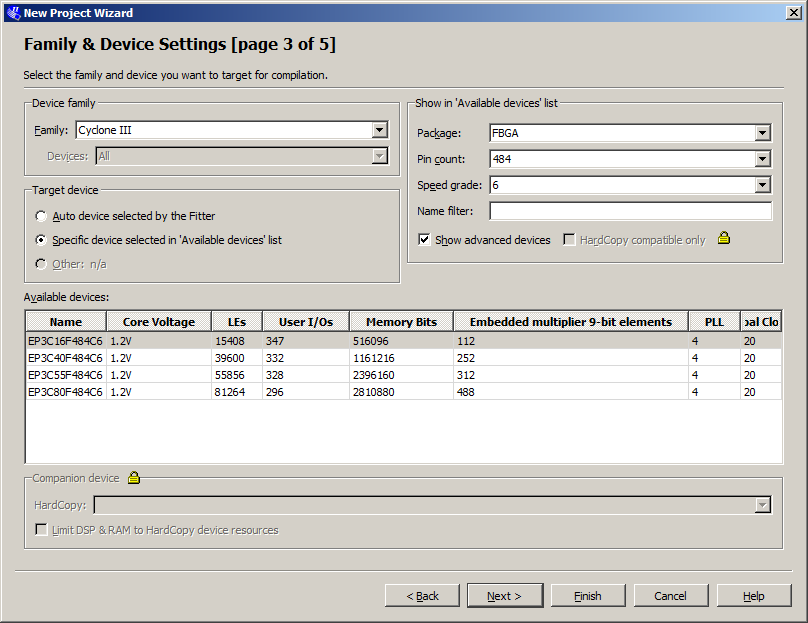 New Project Wizard
Family & Device Settings [page 3 of 5]
Select the family and device you want to target for compilation.
Device family
Family: Cyclone III
Devices: All
Show in 'Available devices' list
Package: FBGA
Pin count: 484
Speed grade: 6
Name filter:
Show advanced devices HardCopy compatible only
Target device
Auto device selected by the Fitter
Specific device selected in 'Available devices' list
Other: n/a
Available devices:
Name Core Voltage LEs User I/Os Memory Bits Embedded multiplier 9-bit elements PLL bal Clo
EP3C16F484C6 1.2V 15408 347 516096 112 4 20
EP3C40F484C6 1.2V 39600 332 1161216 252 4 20
EP3C55F484C6 1.2V 55856 328 2396160 312 4 20
EP3C80F484C6 1.2V 81264 296 2810880 488 4 20
Companion device
HardCopy:
Limit DSP & RAM to HardCopy device resources
< Back Next > Finish Cancel Help